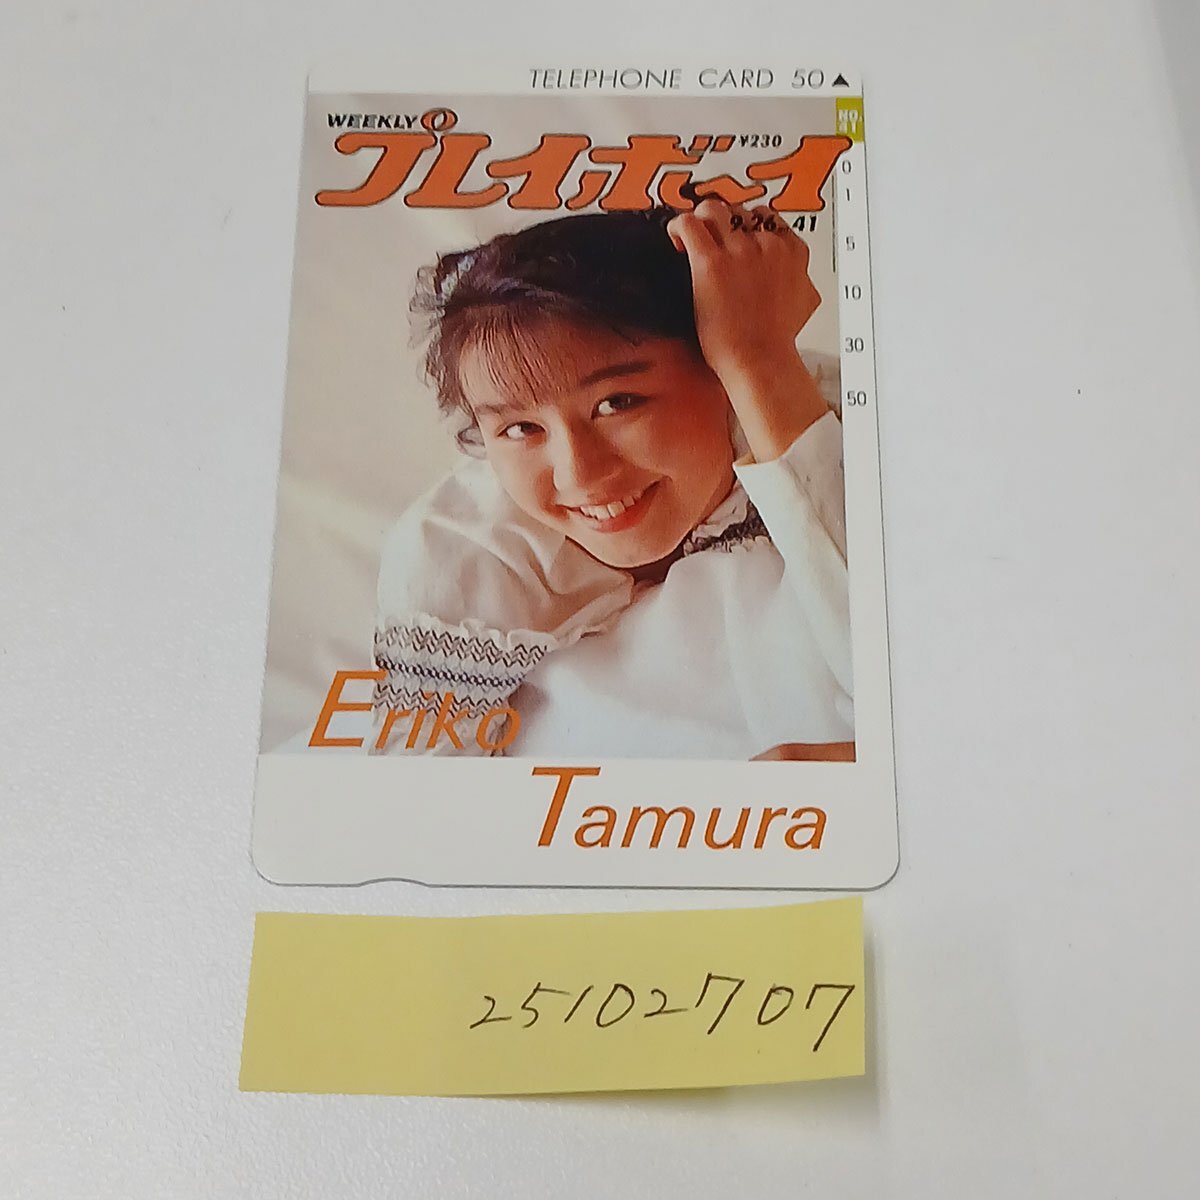 TELEPHONE CARD 50 ▲
WEEKLY
プレイボーイ
¥230
NO.
41
9.26 41
0
1
5
10
30
50
Eriko
Tamura
25102707